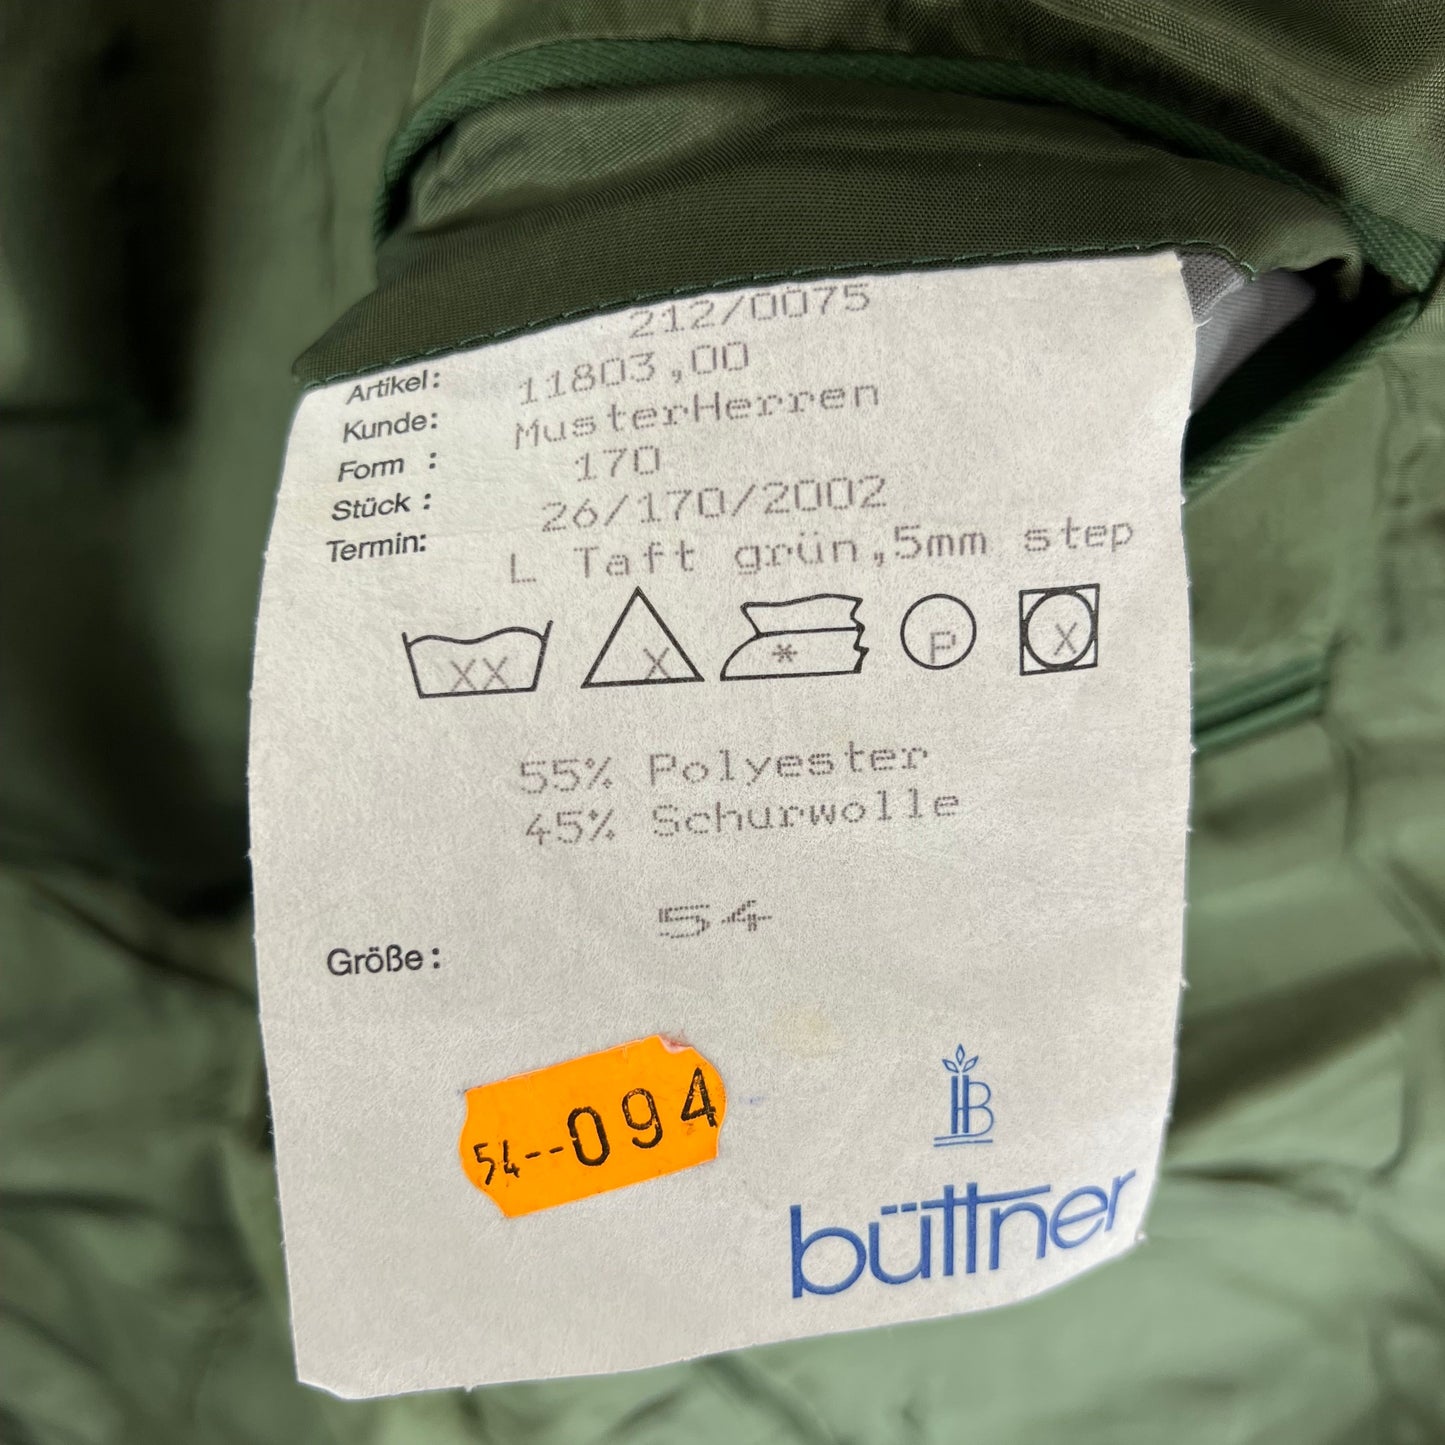 212/0075
Artikel: 11803,00
Kunde: MusterHerren
Form : 170
Stück : 26/170/2002
Termin: L Taft grün,5mm step
XX X * P X
55% Polyester
45% Schurwolle
54
Größe:
54--094
B
büttner